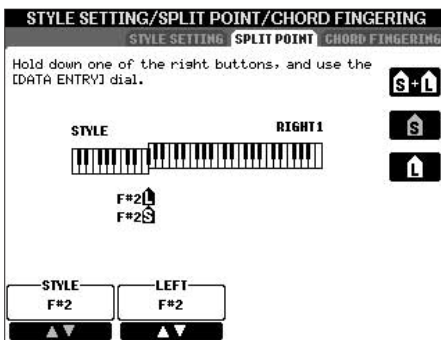 STYLE SETTING/SPLIT POINT/CHORD FINGERING
STYLE SETTING SPLIT POINT CHORD FINGERING
Hold down one of the right buttons, and use the
[DATA ENTRY] dial.
S+L
S
L
STYLE RIGHT1
F#2 L
F#2 S
STYLE LEFT
F#2 F#2